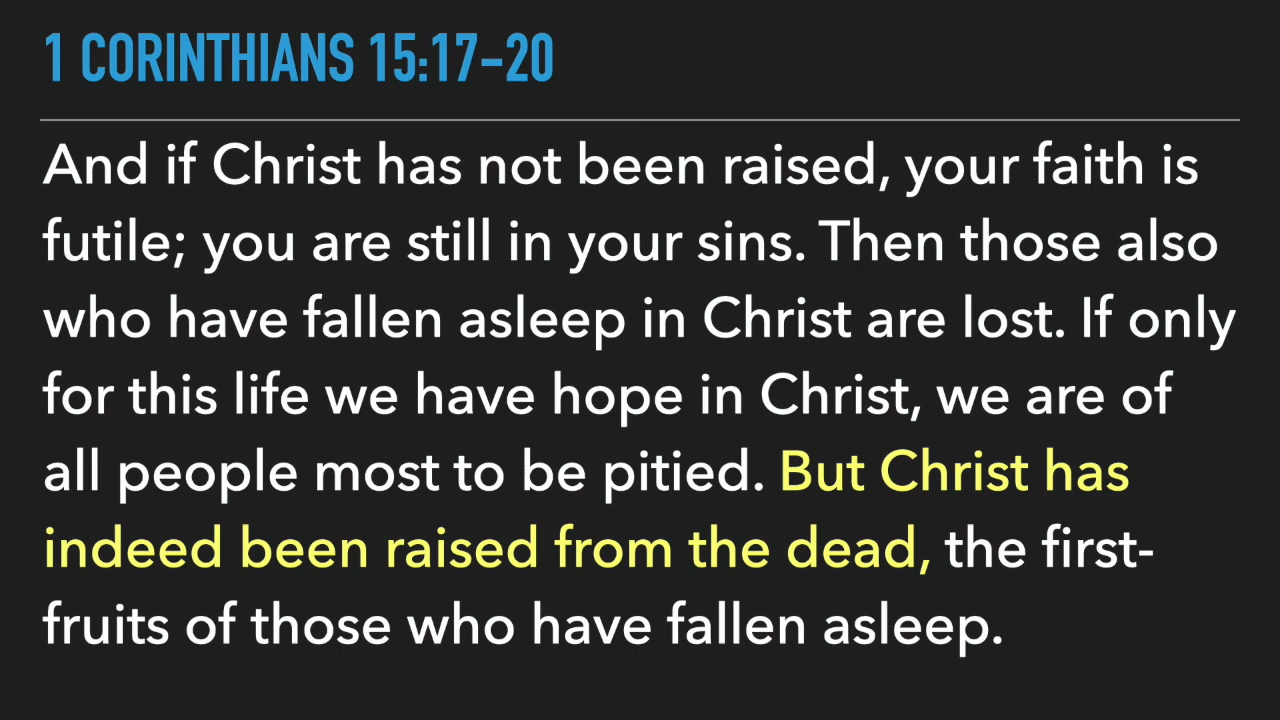 1 CORINTHIANS 15:17–20
And if Christ has not been raised, your faith is
futile; you are still in your sins. Then those also
who have fallen asleep in Christ are lost. If only
for this life we have hope in Christ, we are of
all people most to be pitied. But Christ has
indeed been raised from the dead, the first-
fruits of those who have fallen asleep.